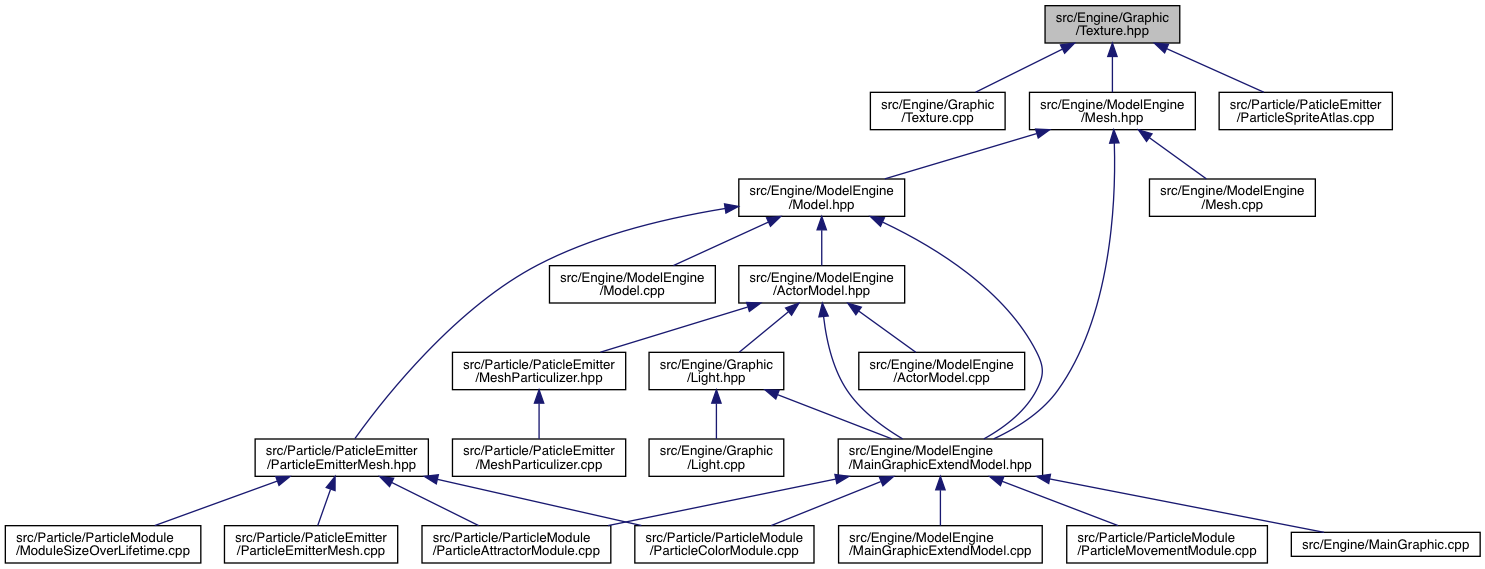 src/Engine/Graphic
/Texture.hpp
src/Engine/Graphic
/Texture.cpp
src/Engine/ModelEngine
/Mesh.hpp
src/Particle/PaticleEmitter
/ParticleSpriteAtlas.cpp
src/Engine/ModelEngine
/Model.hpp
src/Engine/ModelEngine
/Mesh.cpp
src/Engine/ModelEngine
/Model.cpp
src/Engine/ModelEngine
/ActorModel.hpp
src/Particle/PaticleEmitter
/MeshParticulizer.hpp
src/Engine/Graphic
/Light.hpp
src/Engine/ModelEngine
/ActorModel.cpp
src/Particle/PaticleEmitter
/ParticleEmitterMesh.hpp
src/Particle/PaticleEmitter
/MeshParticulizer.cpp
src/Engine/Graphic
/Light.cpp
src/Engine/ModelEngine
/MainGraphicExtendModel.hpp
src/Particle/ParticleModule
/ModuleSizeOverLifetime.cpp
src/Particle/PaticleEmitter
/ParticleEmitterMesh.cpp
src/Particle/ParticleModule
/ParticleAttractorModule.cpp
src/Particle/ParticleModule
/ParticleColorModule.cpp
src/Engine/ModelEngine
/MainGraphicExtendModel.cpp
src/Particle/ParticleModule
/ParticleMovementModule.cpp
src/Engine/MainGraphic.cpp